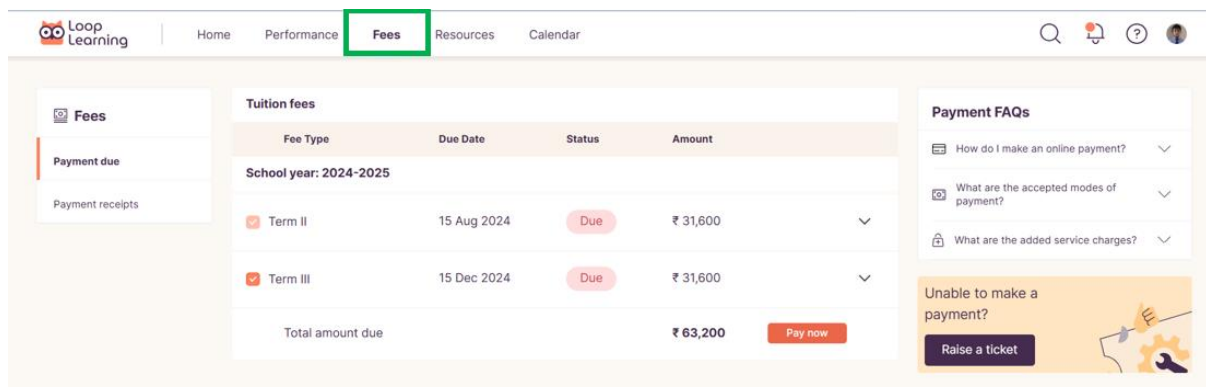 Loop
Learning
Home Performance Fees Resources Calendar
Fees
Payment due
Payment receipts
Tuition fees
Fee Type Due Date Status Amount
School year: 2024-2025
Term II 15 Aug 2024 Due ₹ 31,600
Term III 15 Dec 2024 Due ₹ 31,600
Total amount due ₹ 63,200 Pay now
Payment FAQs
How do I make an online payment?
What are the accepted modes of
payment?
What are the added service charges?
Unable to make a
payment?
Raise a ticket